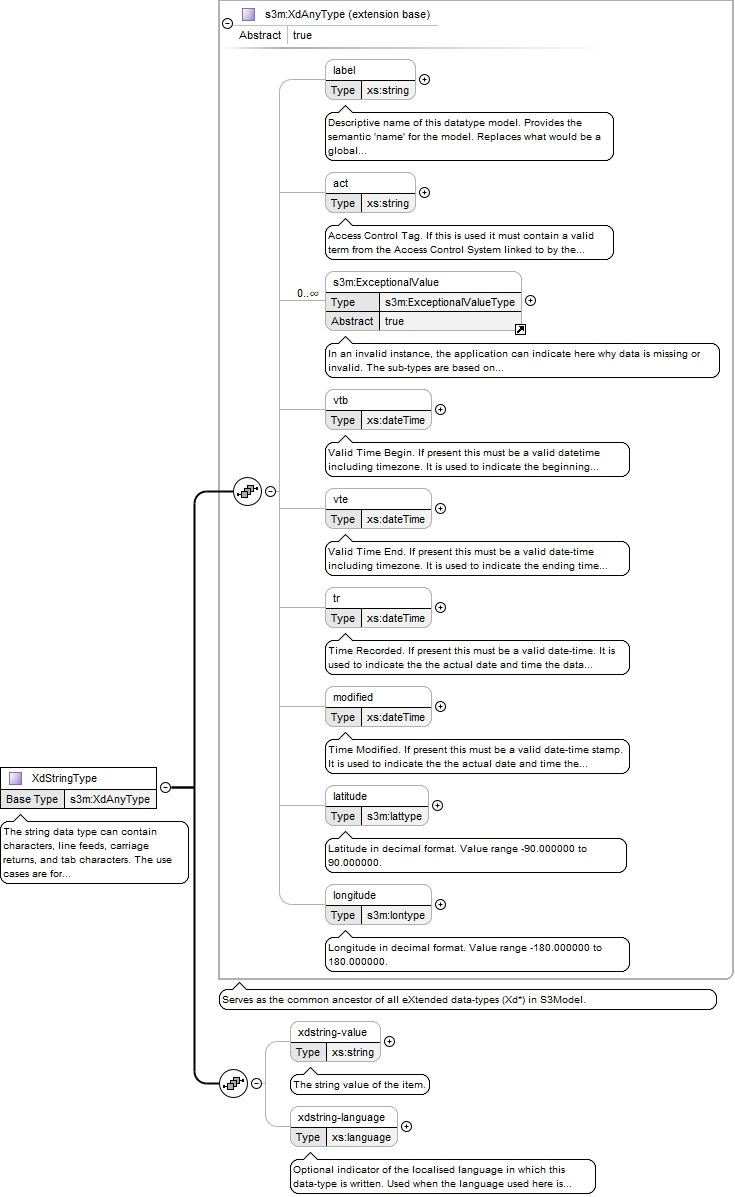 s3m:XdAnyType (extension base)
Abstract true
label
Type xs:string
Descriptive name of this datatype model. Provides the
semantic 'name' for the model. Replaces what would be a
global...
act
Type xs:string
Access Control Tag. If this is used it must contain a valid
term from the Access Control System linked to by the...
0..∞
s3m:ExceptionalValue
Type s3m:ExceptionalValueType
Abstract true
In an invalid instance, the application can indicate here why data is missing or
invalid. The sub-types are based on...
vtb
Type xs:dateTime
Valid Time Begin. If present this must be a valid datetime
including timezone. It is used to indicate the beginning...
vte
Type xs:dateTime
Valid Time End. If present this must be a valid date-time
including timezone. It is used to indicate the ending time...
tr
Type xs:dateTime
Time Recorded. If present this must be a valid date-time. It is
used to indicate the the actual date and time the data...
modified
Type xs:dateTime
Time Modified. If present this must be a valid date-time stamp.
It is used to indicate the the actual date and time the...
XdStringType
Base Type s3m:XdAnyType
The string data type can contain
characters, line feeds, carriage
returns, and tab characters. The use
cases are for...
latitude
Type s3m:lattype
Latitude in decimal format. Value range -90.000000 to
90.000000.
longitude
Type s3m:lontype
Longitude in decimal format. Value range -180.000000 to
180.000000.
Serves as the common ancestor of all eXtended data-types (Xd*) in S3Model.
xdstring-value
Type xs:string
The string value of the item.
xdstring-language
Type xs:language
Optional indicator of the localised language in which this
data-type is written. Used when the language used here is...